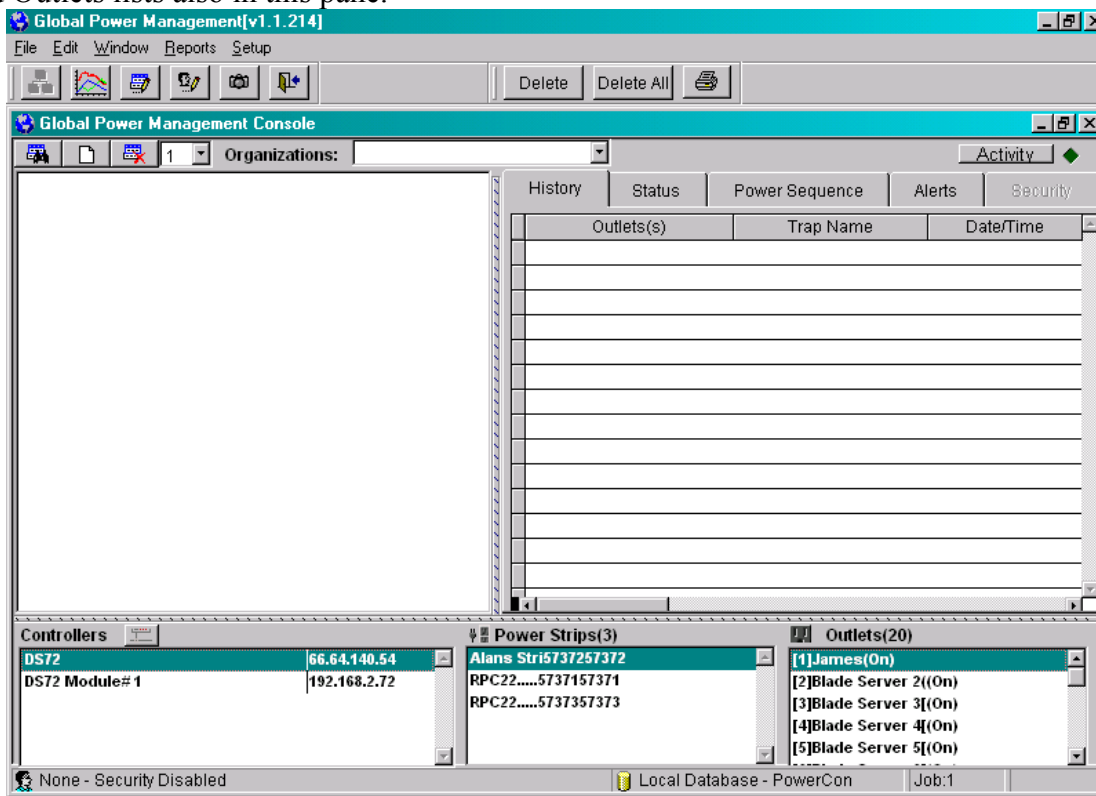 Outlets lists also in this pane.
Global Power Management[v1.1.214]
File Edit Window Reports Setup
Delete Delete All
Global Power Management Console
1 Organizations: Activity
History Status Power Sequence Alerts Security
Outlets(s) Trap Name Date/Time
Controllers Power Strips(3) Outlets(20)
DS72 66.64.140.54 Alans Stri5737257372 [1]James(On)
DS72 Module# 1 192.168.2.72 RPC22.....5737157371 [2]Blade Server 2((On)
RPC22.....5737357373 [3]Blade Server 3[(On)
[4]Blade Server 4[(On)
[5]Blade Server 5[(On)
None - Security Disabled Local Database - PowerCon Job:1